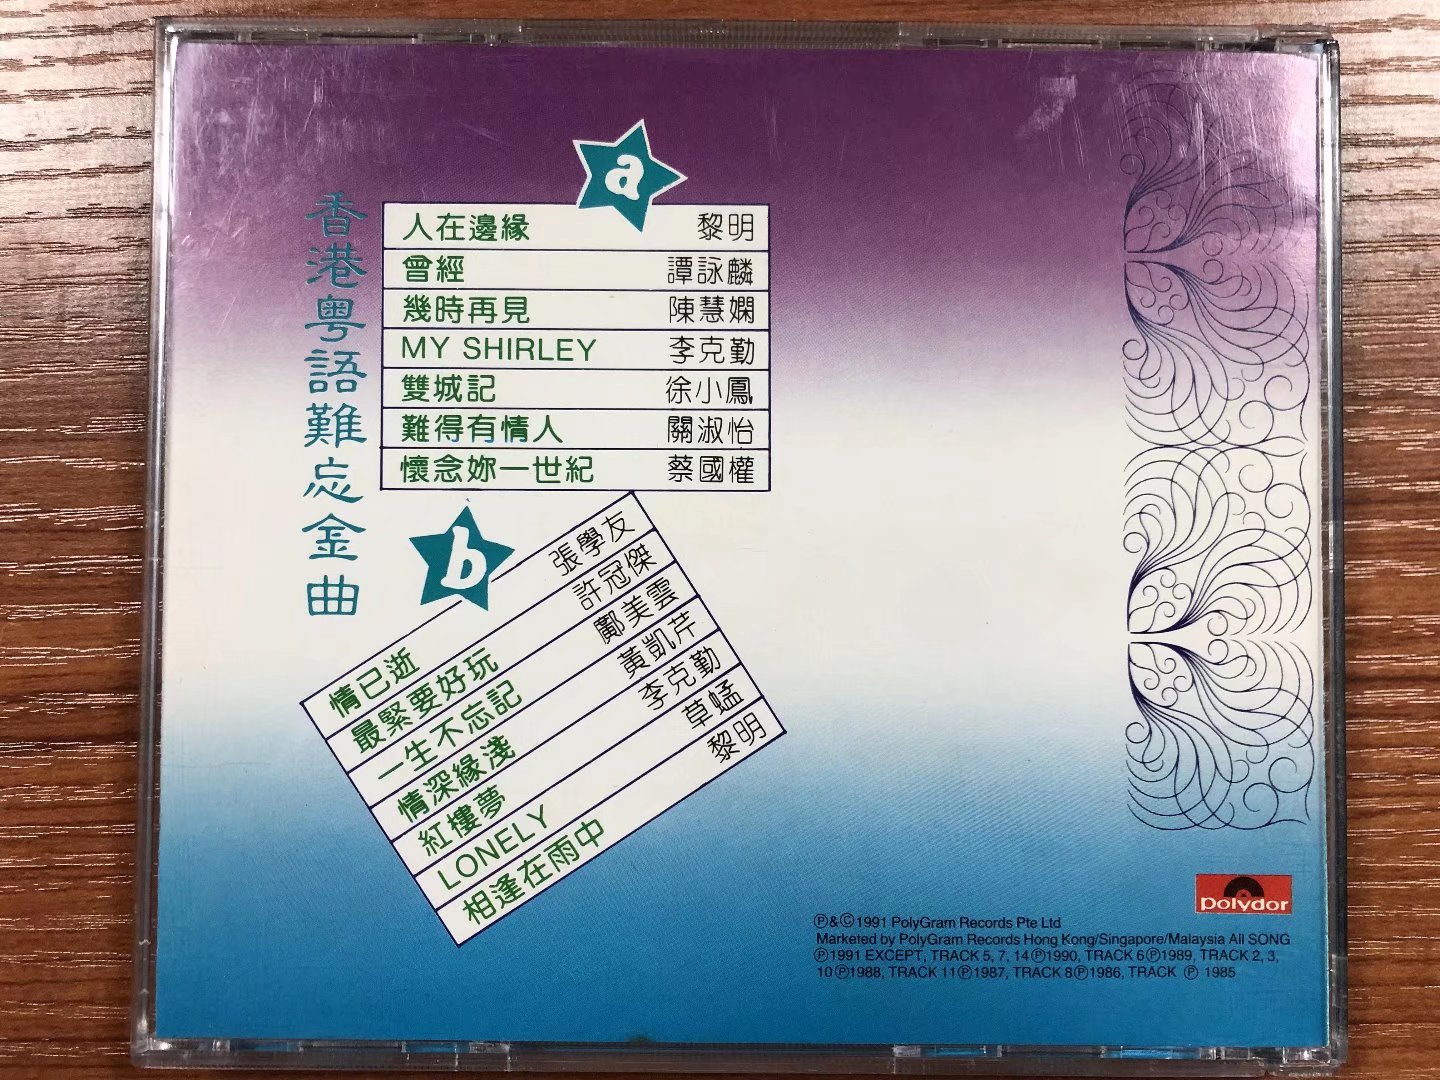 香港粵語難忘金曲
a
人在邊緣 黎明
曾經 譚詠麟
幾時再見 陳慧嫻
MY SHIRLEY 李克勤
雙城記 徐小鳳
難得有情人 關淑怡
懷念妳一世紀 蔡國權
b
情已逝 張學友
最緊要好玩 許冠傑
一生不忘記 鄺美雲
情深緣淺 黃凱芹
紅樓夢 李克勤
LONELY 草蜢
相逢在雨中 黎明
polydor
℗&©1991 PolyGram Records Pte Ltd
Marketed by PolyGram Records Hong Kong/Singapore/Malaysia All SONG
℗1991 EXCEPT, TRACK 5, 7, 14℗1990, TRACK 6℗1989, TRACK 2, 3,
10℗1988, TRACK 11℗1987, TRACK 8℗1986, TRACK ℗ 1985